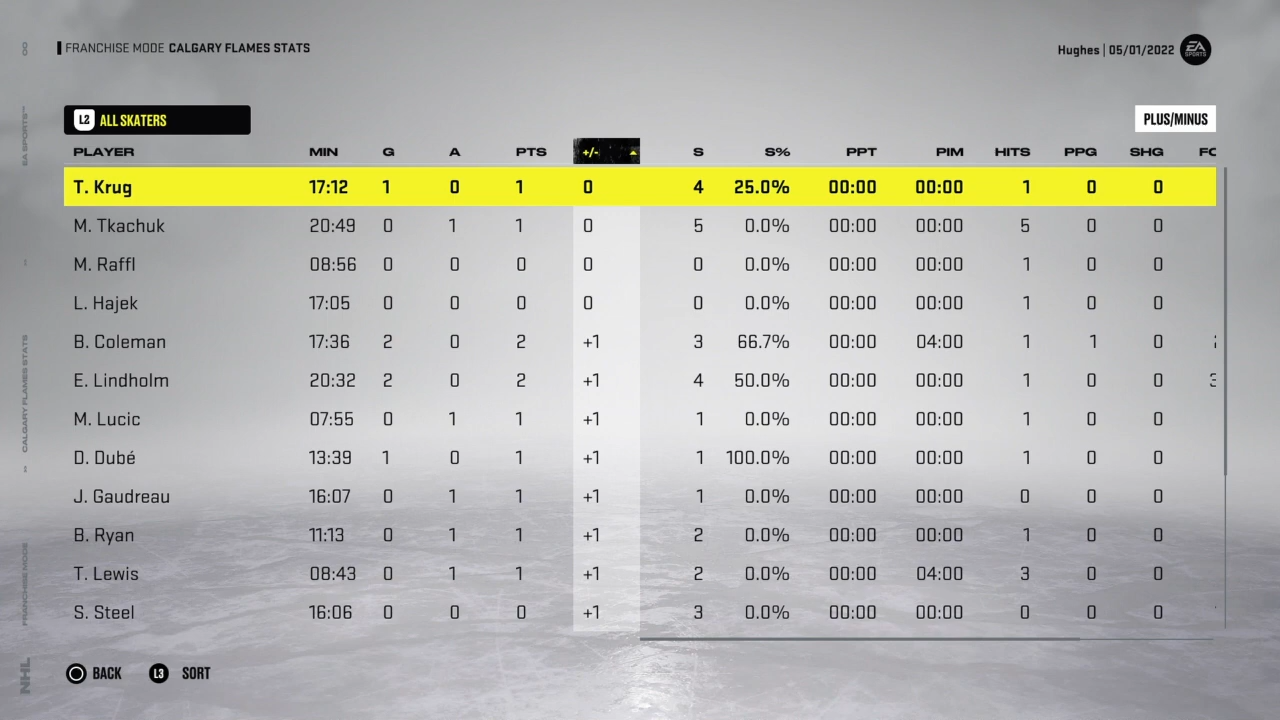 FRANCHISE MODE CALGARY FLAMES STATS
Hughes | 05/01/2022 EA SPORTS
L2 ALL SKATERS
PLUS/MINUS
PLAYER MIN G A PTS +/- S S% PPT PIM HITS PPG SHG
T. Krug 17:12 1 0 1 0 4 25.0% 00:00 00:00 1 0 0
M. Tkachuk 20:49 0 1 1 0 5 0.0% 00:00 00:00 5 0 0
M. Raffl 08:56 0 0 0 0 0 0.0% 00:00 00:00 1 0 0
L. Hajek 17:05 0 0 0 0 0 0.0% 00:00 00:00 1 0 0
B. Coleman 17:36 2 0 2 +1 3 66.7% 00:00 04:00 1 1 0
E. Lindholm 20:32 2 0 2 +1 4 50.0% 00:00 00:00 1 0 0
M. Lucic 07:55 0 1 1 +1 1 0.0% 00:00 00:00 1 0 0
D. Dubé 13:39 1 0 1 +1 1 100.0% 00:00 00:00 1 0 0
J. Gaudreau 16:07 0 1 1 +1 1 0.0% 00:00 00:00 0 0 0
B. Ryan 11:13 0 1 1 +1 2 0.0% 00:00 00:00 1 0 0
T. Lewis 08:43 0 1 1 +1 2 0.0% 00:00 04:00 3 0 0
S. Steel 16:06 0 0 0 +1 3 0.0% 00:00 00:00 0 0 0
BACK L3 SORT
NHL FRANCHISE MODE CALGARY FLAMES STATS EA SPORTS™